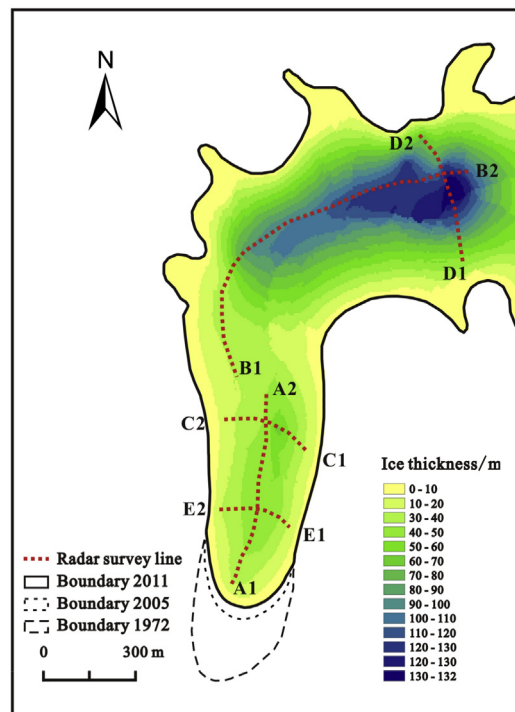 N
D2
B2
D1
B1
A2
C2
C1
E2
E1
A1
Radar survey line
Boundary 2011
Boundary 2005
Boundary 1972
0 300 m
Ice thickness/m
0 - 10
10 - 20
30 - 40
40 - 50
50 - 60
60 - 70
70 - 80
80 - 90
90 - 100
100 - 110
110 - 120
120 - 130
120 - 130
130 - 132